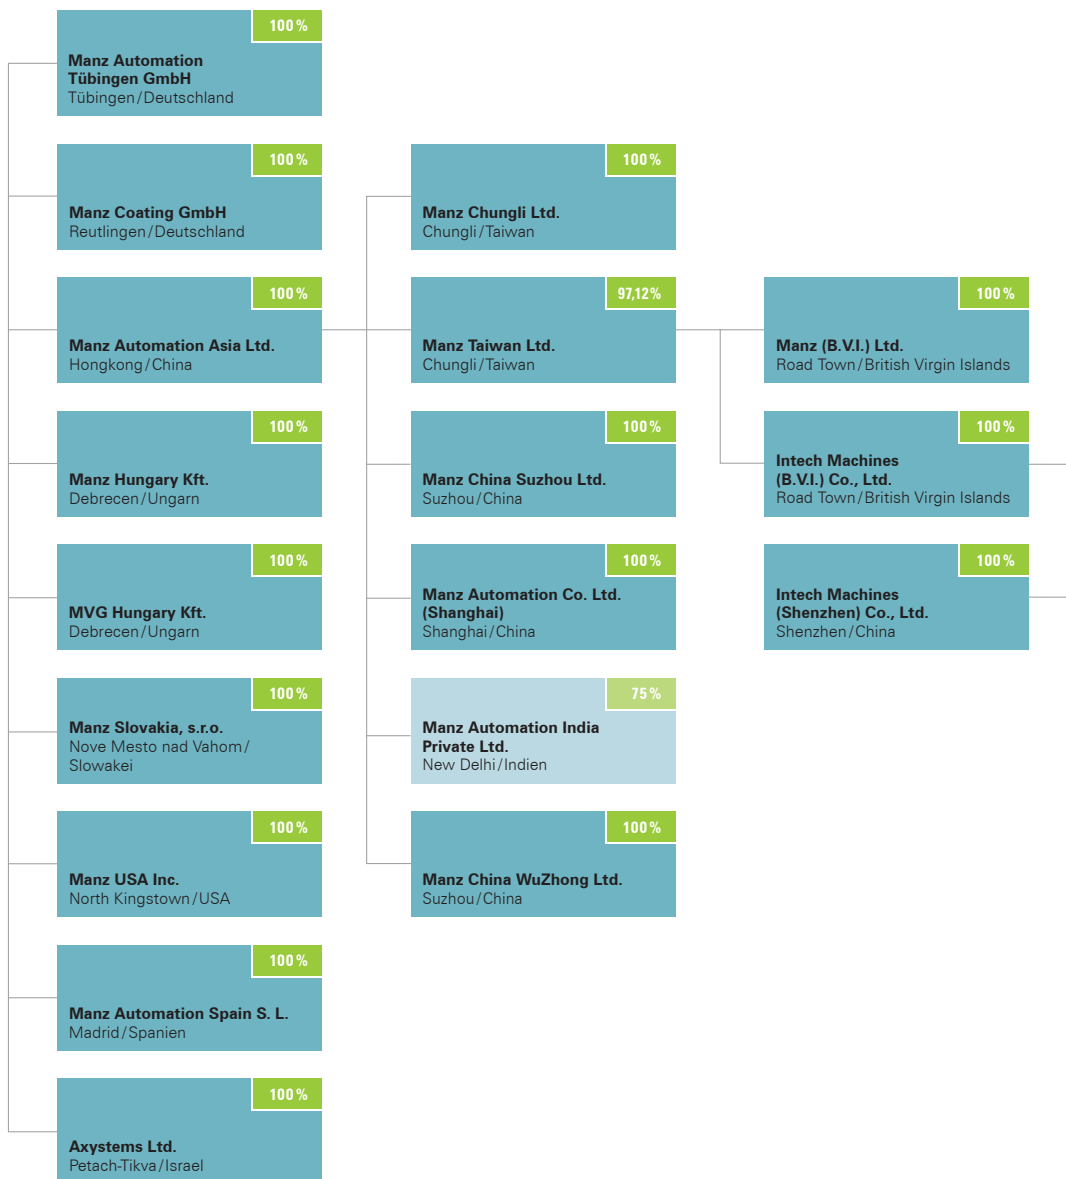 100 %
Manz Automation
Tübingen GmbH
Tübingen / Deutschland
100 %
Manz Coating GmbH
Reutlingen / Deutschland
100 %
Manz Automation Asia Ltd.
Hongkong / China
100 %
Manz Hungary Kft.
Debrecen / Ungarn
100 %
MVG Hungary Kft.
Debrecen / Ungarn
100 %
Manz Slovakia, s.r.o.
Nove Mesto nad Vahom /
Slowakei
100 %
Manz USA Inc.
North Kingstown / USA
100 %
Manz Automation Spain S. L.
Madrid / Spanien
100 %
Axystems Ltd.
Petach-Tikva / Israel
100 %
Manz Chungli Ltd.
Chungli / Taiwan
97,12 %
Manz Taiwan Ltd.
Chungli / Taiwan
100 %
Manz China Suzhou Ltd.
Suzhou / China
100 %
Manz Automation Co. Ltd.
(Shanghai)
Shanghai / China
75 %
Manz Automation India
Private Ltd.
New Delhi / Indien
100 %
Manz China WuZhong Ltd.
Suzhou / China
100 %
Manz (B.V.I.) Ltd.
Road Town / British Virgin Islands
100 %
Intech Machines
(B.V.I.) Co., Ltd.
Road Town / British Virgin Islands
100 %
Intech Machines
(Shenzhen) Co., Ltd.
Shenzhen / China